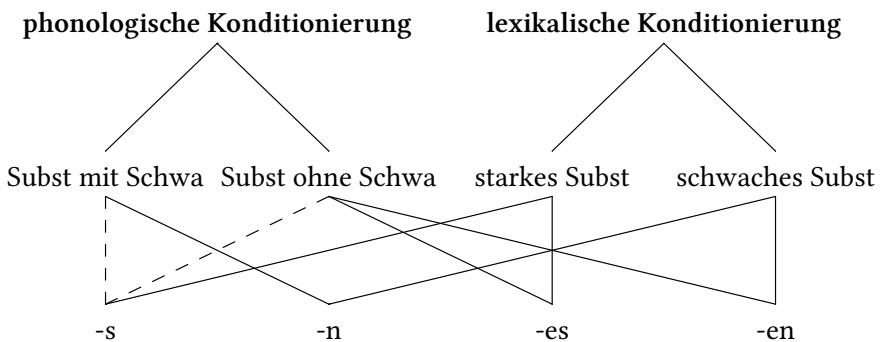 phonologische Konditionierung lexikalische Konditionierung
Subst mit Schwa Subst ohne Schwa starkes Subst schwaches Subst
-s -n -es -en